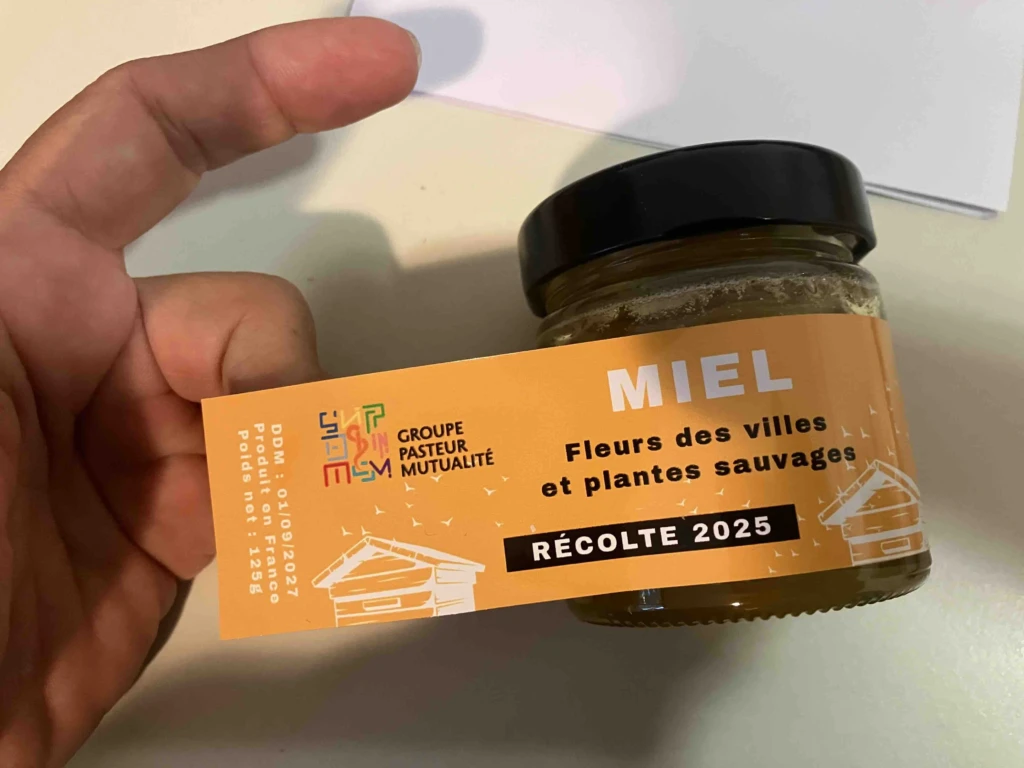 MIEL
Fleurs des villes
et plantes sauvages
RÉCOLTE 2025
GROUPE
PASTEUR
MUTUALITÉ
DDM : 01/09/2027
Produit en France
Poids net : 125g